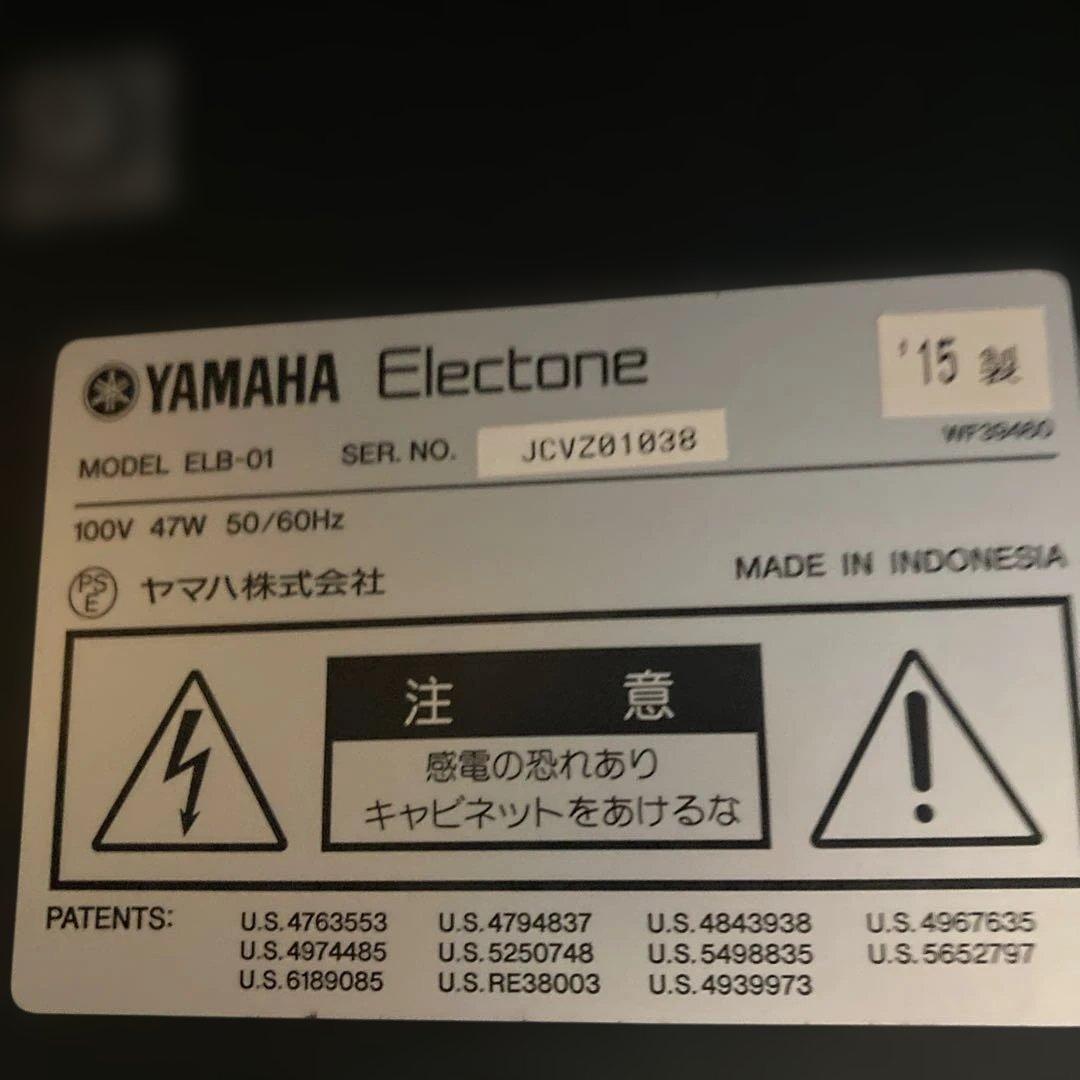 YAMAHA Electone
'15 製
WF39460
MODEL ELB-01 SER. NO. JCVZ01038
100V 47W 50/60Hz
PSE ヤマハ株式会社
MADE IN INDONESIA
注意
感電の恐れあり
キャビネットをあけるな
PATENTS: U.S.4763553 U.S.4794837 U.S.4843938 U.S.4967635
U.S.4974485 U.S.5250748 U.S.5498835 U.S.5652797
U.S.6189085 U.S.RE38003 U.S.4939973